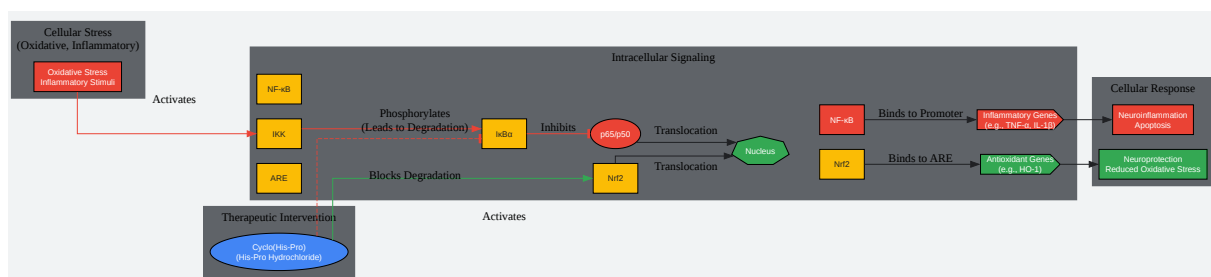 Cellular Stress
(Oxidative, Inflammatory)
Oxidative Stress
Inflammatory Stimuli
Activates
Intracellular Signaling
NF-κB
IKK
ARE
Phosphorylates
(Leads to Degradation)
IκBα
Inhibits
p65/p50
Translocation
Nucleus
Translocation
Nrf2
Blocks Degradation
NF-κB
Binds to Promoter
Inflammatory Genes
(e.g., TNF-α, IL-1β)
Nrf2
Binds to ARE
Antioxidant Genes
(e.g., HO-1)
Cellular Response
Neuroinflammation
Apoptosis
Neuroprotection
Reduced Oxidative Stress
Therapeutic Intervention
Activates
Cyclo(His-Pro)
(His-Pro Hydrochloride)